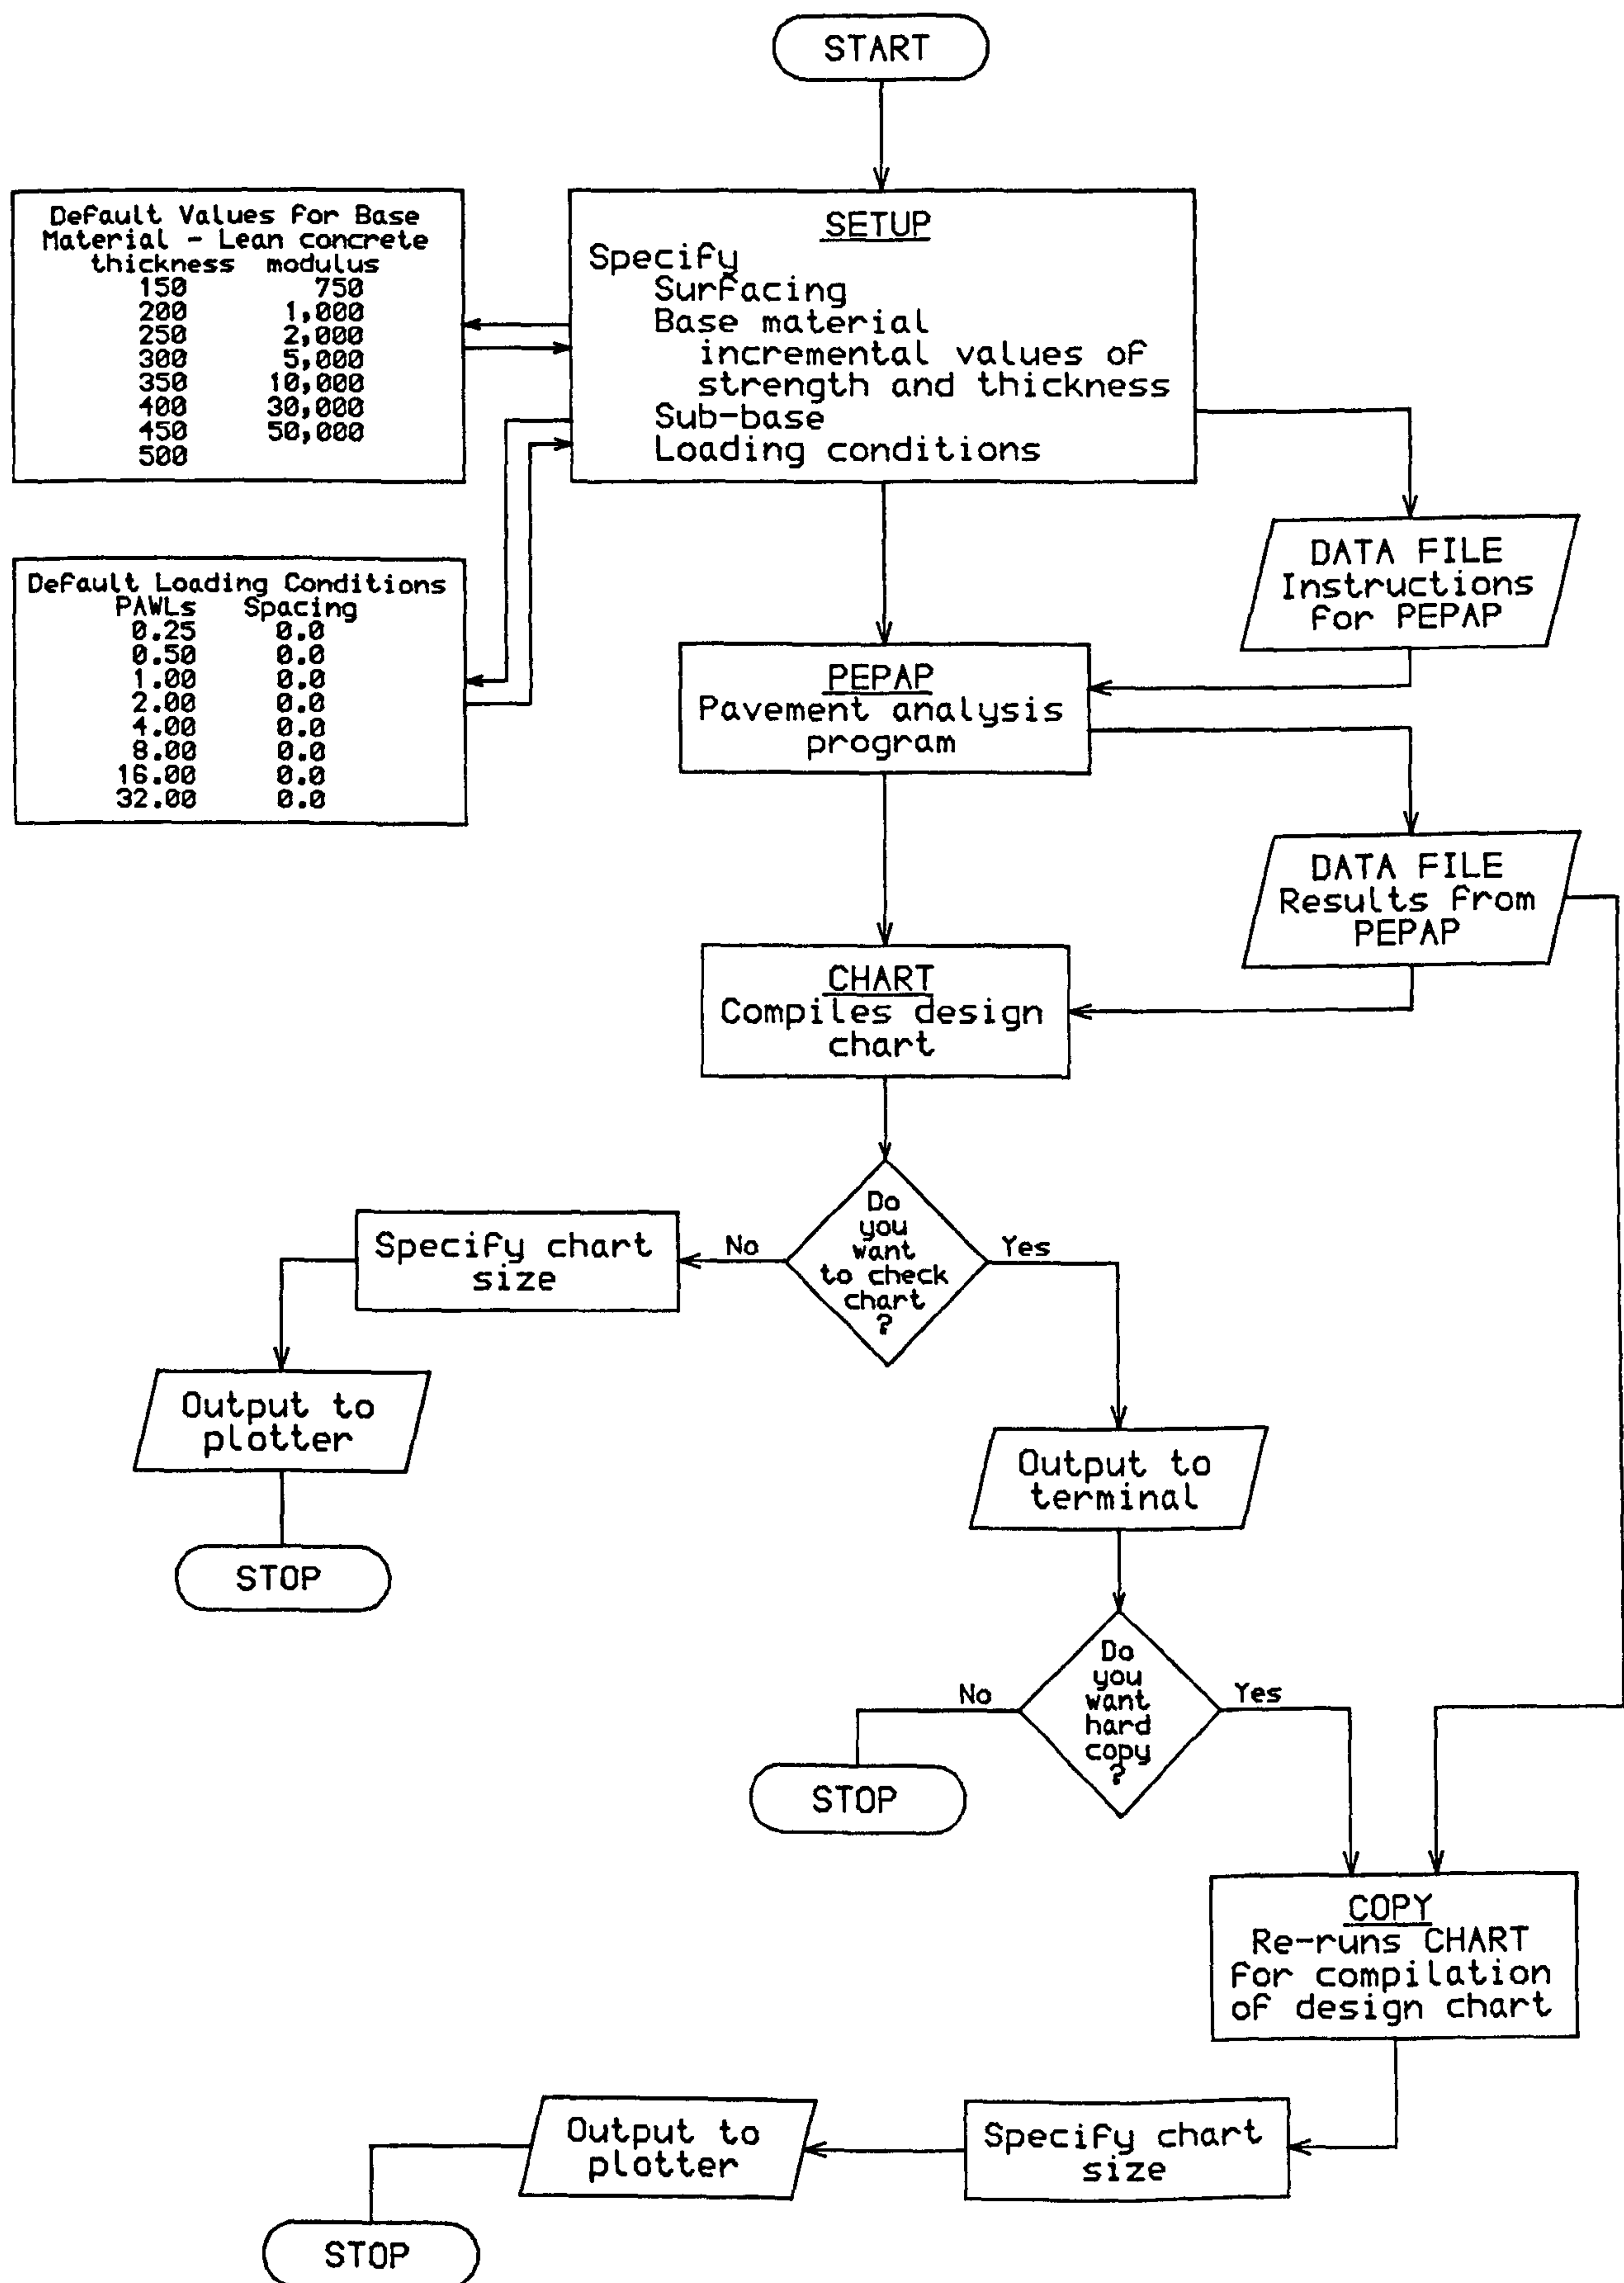 START
Default Values for Base
Material - Lean concrete
thickness modulus
150 750
200 1,000
250 2,000
300 5,000
350 10,000
400 30,000
450 50,000
500
SETUP
Specify
Surfacing
Base material
incremental values of
strength and thickness
Sub-base
Loading conditions
Default Loading Conditions
PAWLs Spacing
0.25 0.0
0.50 0.0
1.00 0.0
2.00 0.0
4.00 0.0
8.00 0.0
16.00 0.0
32.00 0.0
DATA FILE
Instructions
for PEPAP
PEPAP
Pavement analysis
program
DATA FILE
Results from
PEPAP
CHART
Compiles design
chart
Do
you
want
to check
chart
?
No
Yes
Specify chart
size
Output to
plotter
STOP
Output to
terminal
Do
you
want
hard
copy
?
No
Yes
STOP
COPY
Re-runs CHART
for compilation
of design chart
Specify chart
size
Output to
plotter
STOP